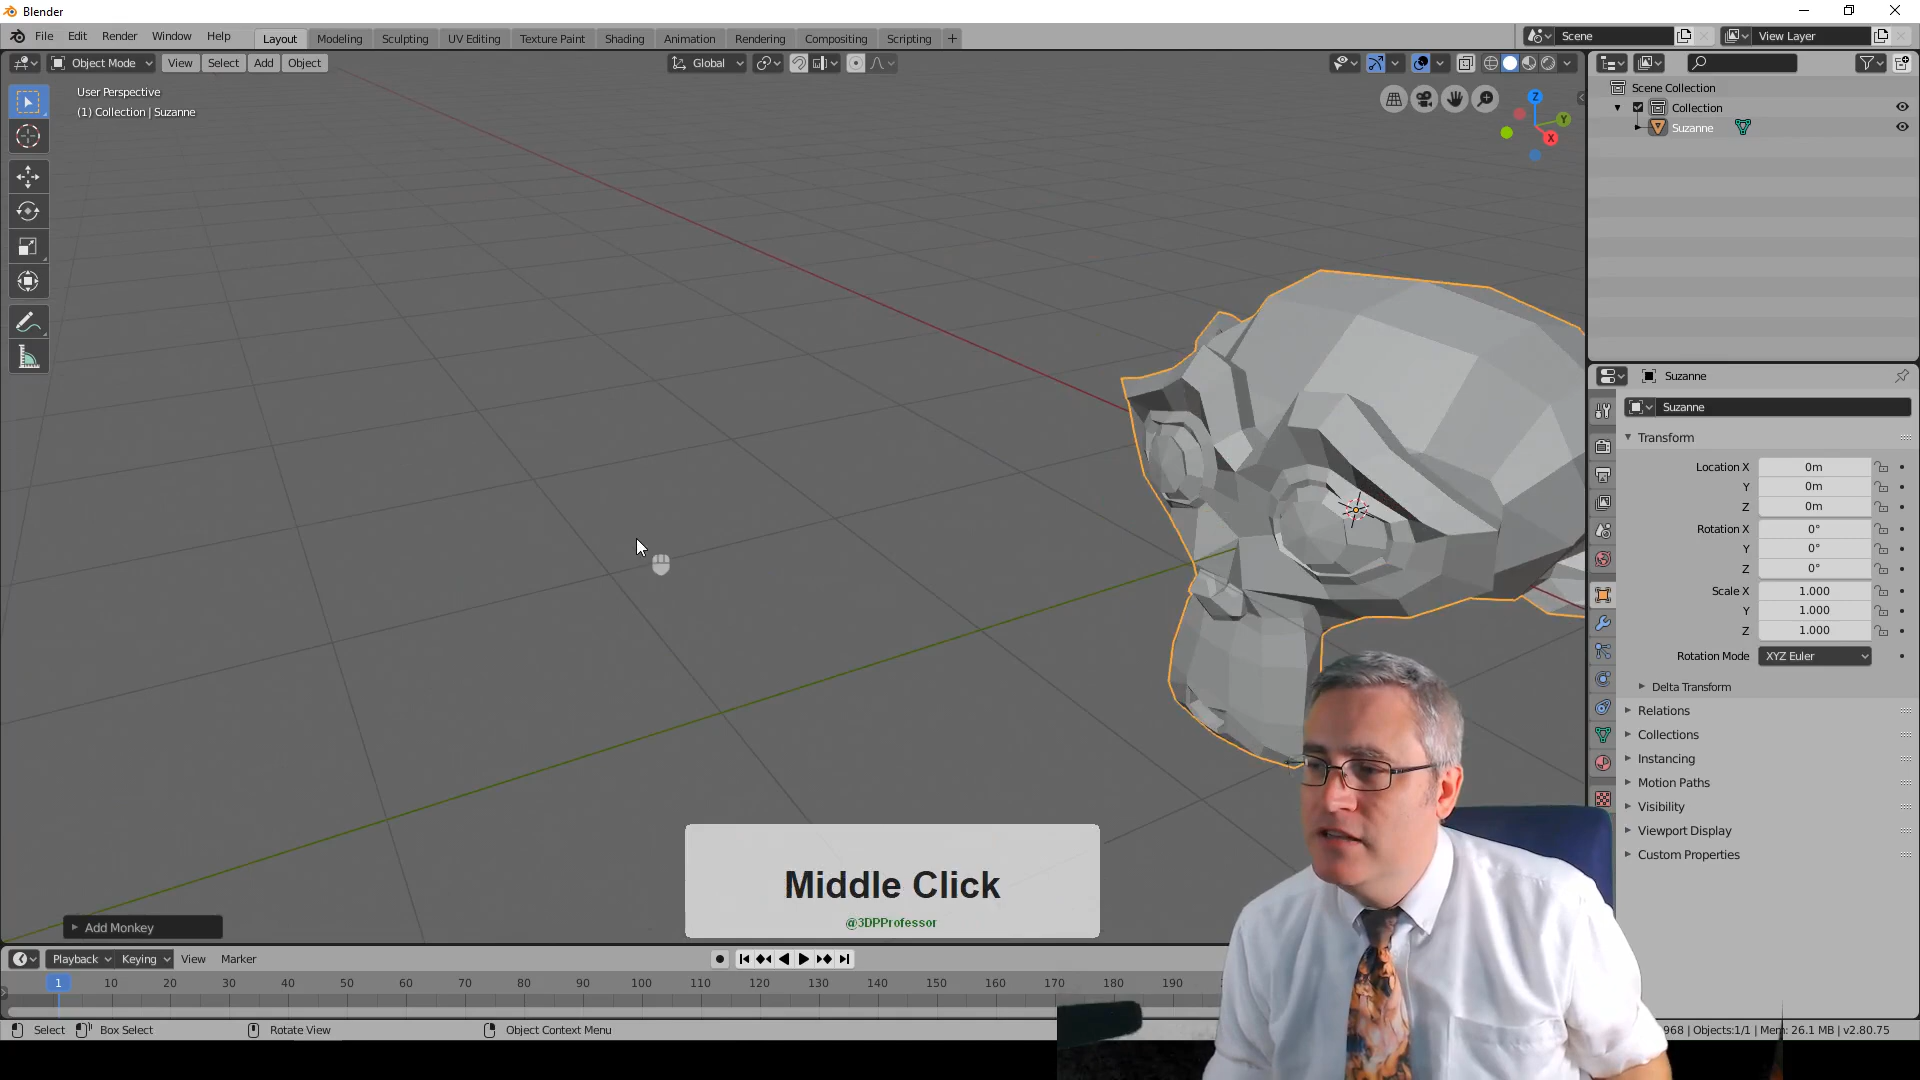 Blender
File Edit Render Window Help
Layout Modeling Sculpting UV Editing Texture Paint Shading Animation Rendering Compositing Scripting +
Scene
View Layer
Object Mode View Select Add Object
Global
User Perspective
(1) Collection | Suzanne
Z
Y
X
Scene Collection
Collection
Suzanne
Suzanne
Suzanne
Transform
Location X 0m
Y 0m
Z 0m
Rotation X 0°
Y 0°
Z 0°
Scale X 1.000
Y 1.000
Z 1.000
Rotation Mode XYZ Euler
Delta Transform
Relations
Collections
Instancing
Motion Paths
Visibility
Viewport Display
Custom Properties
Middle Click
@3DPProfessor
Add Monkey
Playback Keying View Marker
1 10 20 30 40 50 60 70 80 90 100 110 120 130 140 150 160 170 180 190
Select Box Select Rotate View Object Context Menu
968 | Objects:1/1 | Mem: 26.1 MB | v2.80.75